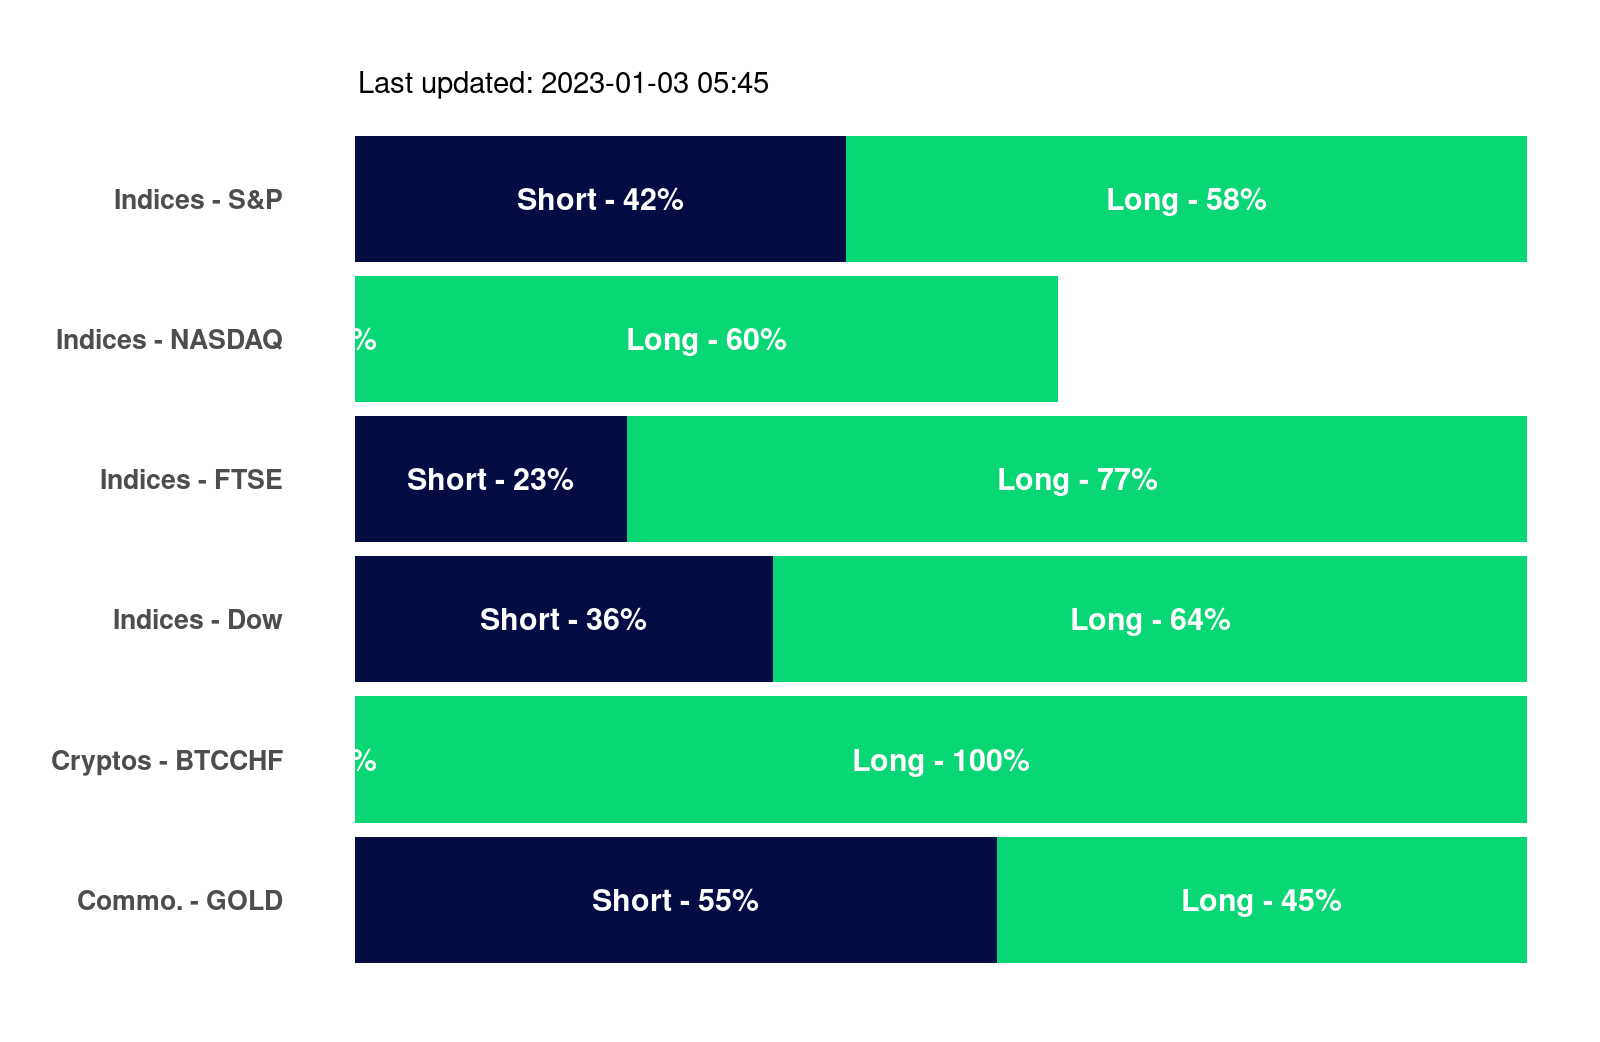 Last updated: 2023-01-03 05:45
Indices - S&P Short - 42% Long - 58%
Indices - NASDAQ % Long - 60%
Indices - FTSE Short - 23% Long - 77%
Indices - Dow Short - 36% Long - 64%
Cryptos - BTCCHF % Long - 100%
Commo. - GOLD Short - 55% Long - 45%